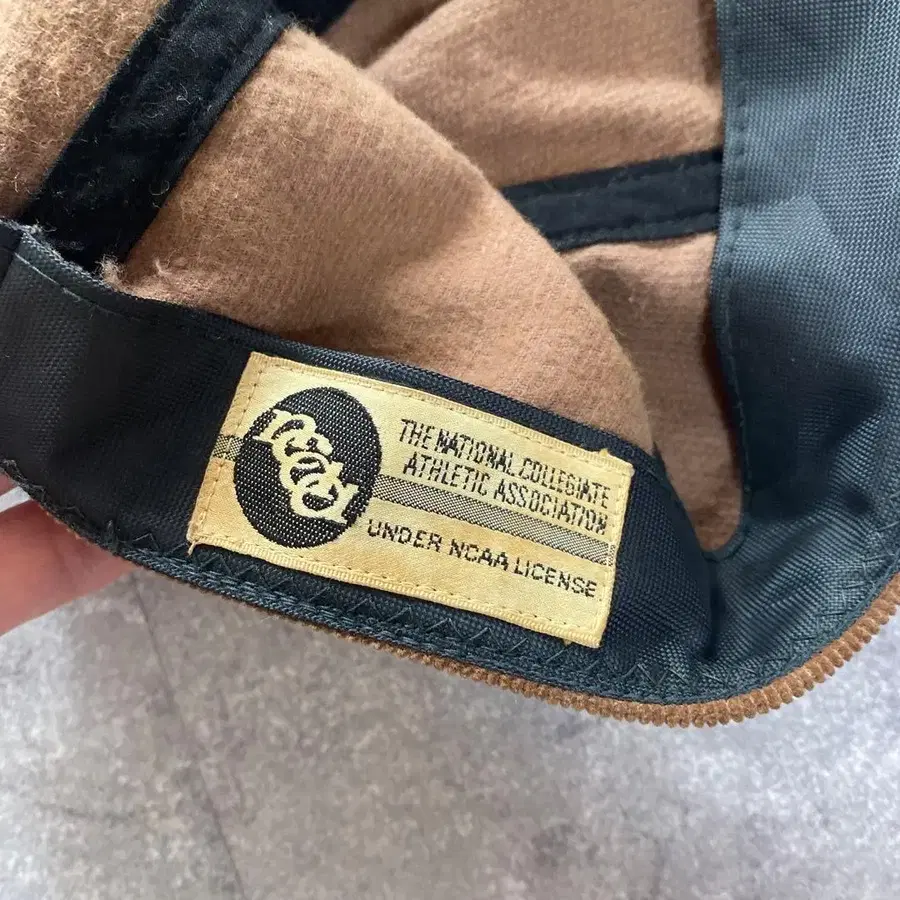 ncaa
THE NATIONAL COLLEGIATE
ATHLETIC ASSOCIATION
UNDER NCAA LICENSE